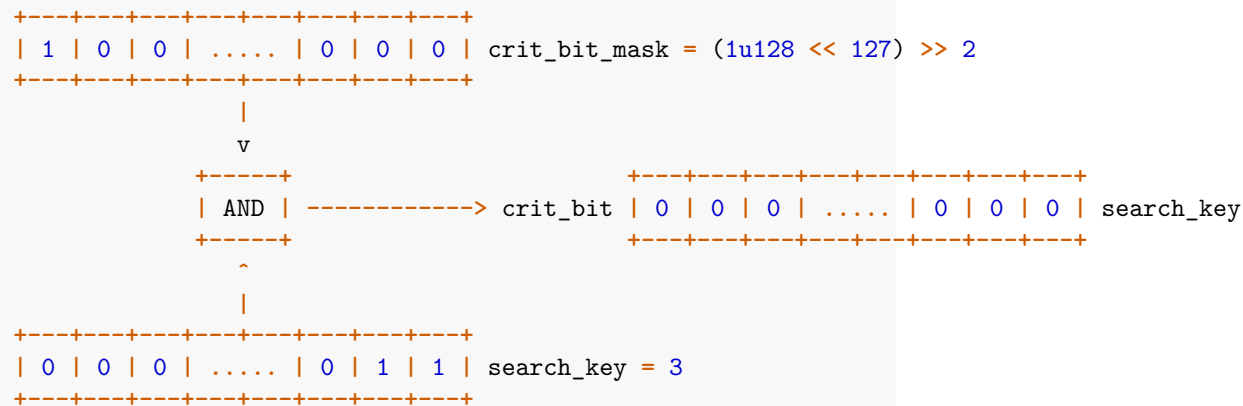 +---+---+---+---+---+---+---+---+
| 1 | 0 | 0 | ..... | 0 | 0 | 0 | crit_bit_mask = (1u128 << 127) >> 2
+---+---+---+---+---+---+---+---+
|
v
+-----+ +---+---+---+---+---+---+---+---+
| AND | ------------> crit_bit | 0 | 0 | 0 | ..... | 0 | 0 | 0 | search_key
+-----+ +---+---+---+---+---+---+---+---+
^
|
+---+---+---+---+---+---+---+---+
| 0 | 0 | 0 | ..... | 0 | 1 | 1 | search_key = 3
+---+---+---+---+---+---+---+---+